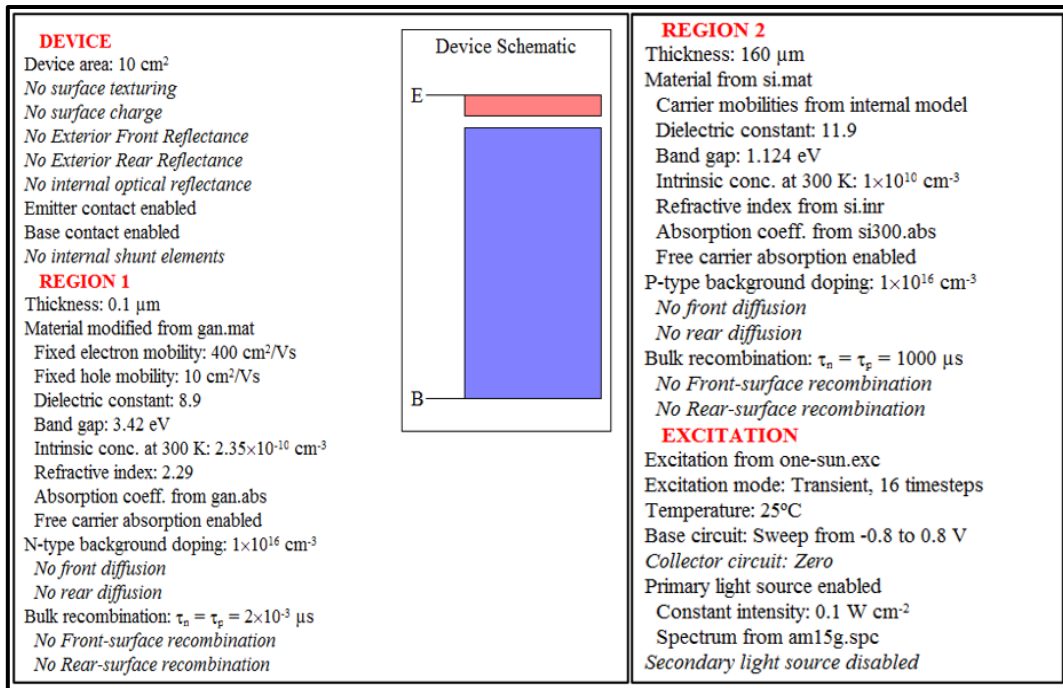 DEVICE
Device area: 10 cm²
No surface texturing
No surface charge
No Exterior Front Reflectance
No Exterior Rear Reflectance
No internal optical reflectance
Emitter contact enabled
Base contact enabled
No internal shunt elements
REGION 1
Thickness: 0.1 µm
Material modified from gan.mat
Fixed electron mobility: 400 cm²/Vs
Fixed hole mobility: 10 cm²/Vs
Dielectric constant: 8.9
Band gap: 3.42 eV
Intrinsic conc. at 300 K: 2.35×10⁻¹⁰ cm⁻³
Refractive index: 2.29
Absorption coeff. from gan.abs
Free carrier absorption enabled
N-type background doping: 1×10¹⁶ cm⁻³
No front diffusion
No rear diffusion
Bulk recombination: τₙ = τₚ = 2×10⁻³ µs
No Front-surface recombination
No Rear-surface recombination
Device Schematic
E
B
REGION 2
Thickness: 160 µm
Material from si.mat
Carrier mobilities from internal model
Dielectric constant: 11.9
Band gap: 1.124 eV
Intrinsic conc. at 300 K: 1×10¹⁰ cm⁻³
Refractive index from si.inr
Absorption coeff. from si300.abs
Free carrier absorption enabled
P-type background doping: 1×10¹⁶ cm⁻³
No front diffusion
No rear diffusion
Bulk recombination: τₙ = τₚ = 1000 µs
No Front-surface recombination
No Rear-surface recombination
EXCITATION
Excitation from one-sun.exc
Excitation mode: Transient, 16 timesteps
Temperature: 25°C
Base circuit: Sweep from -0.8 to 0.8 V
Collector circuit: Zero
Primary light source enabled
Constant intensity: 0.1 W cm⁻²
Spectrum from am15g.spc
Secondary light source disabled